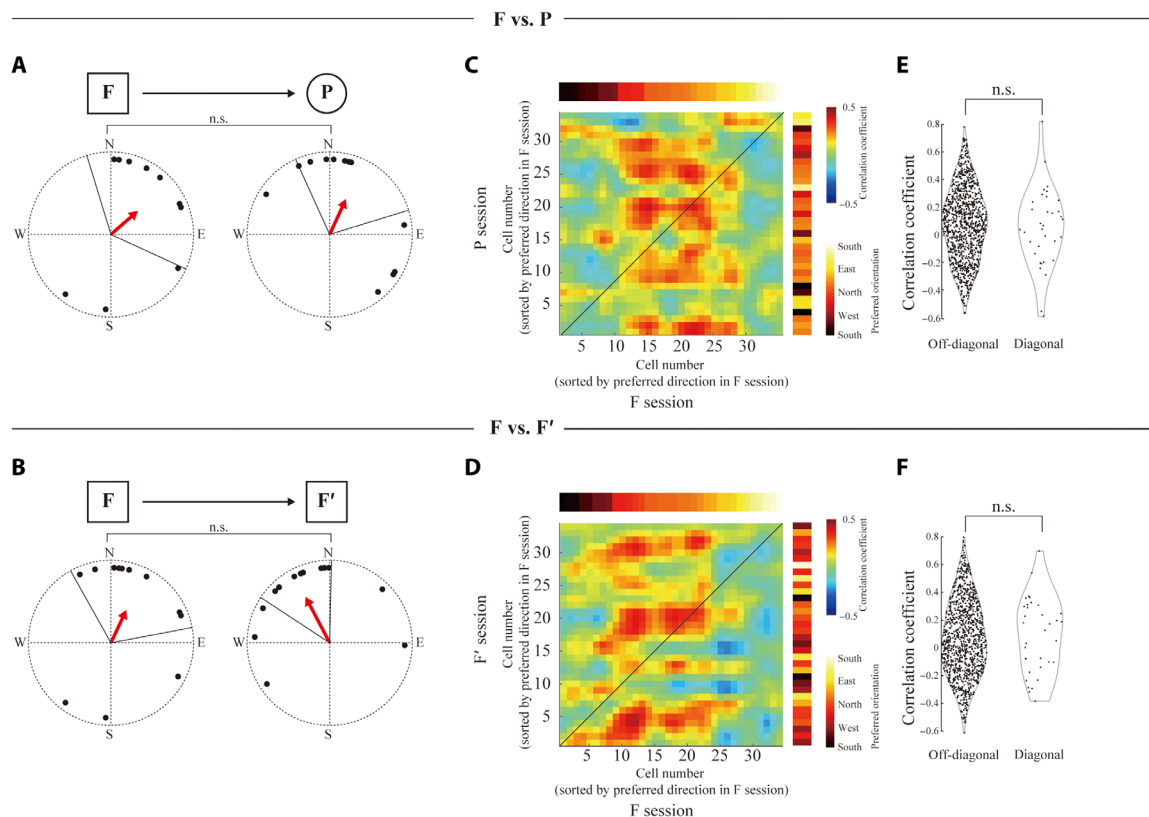 F vs. P
A
F
P
n.s.
N
W
E
S
N
W
E
S
C
P session
Cell number
(sorted by preferred direction in F session)
30
25
20
15
10
5
5
10
15
20
25
30
Cell number
(sorted by preferred direction in F session)
F session
0.5
−0.5
Correlation coefficient
South
East
North
West
South
Preferred orientation
E
n.s.
Correlation coefficient
0.8
0.4
0.2
0
−0.2
−0.4
−0.6
Off-diagonal
Diagonal
F vs. F′
B
F
F′
n.s.
N
W
E
S
N
W
E
S
D
F′ session
Cell number
(sorted by preferred direction in F session)
30
25
20
15
10
5
5
10
15
20
25
30
Cell number
(sorted by preferred direction in F session)
F session
0.5
−0.5
Correlation coefficient
South
East
North
West
South
Preferred orientation
F
n.s.
Correlation coefficient
0.8
0.6
0.4
0.2
0
−0.2
−0.4
−0.6
Off-diagonal
Diagonal